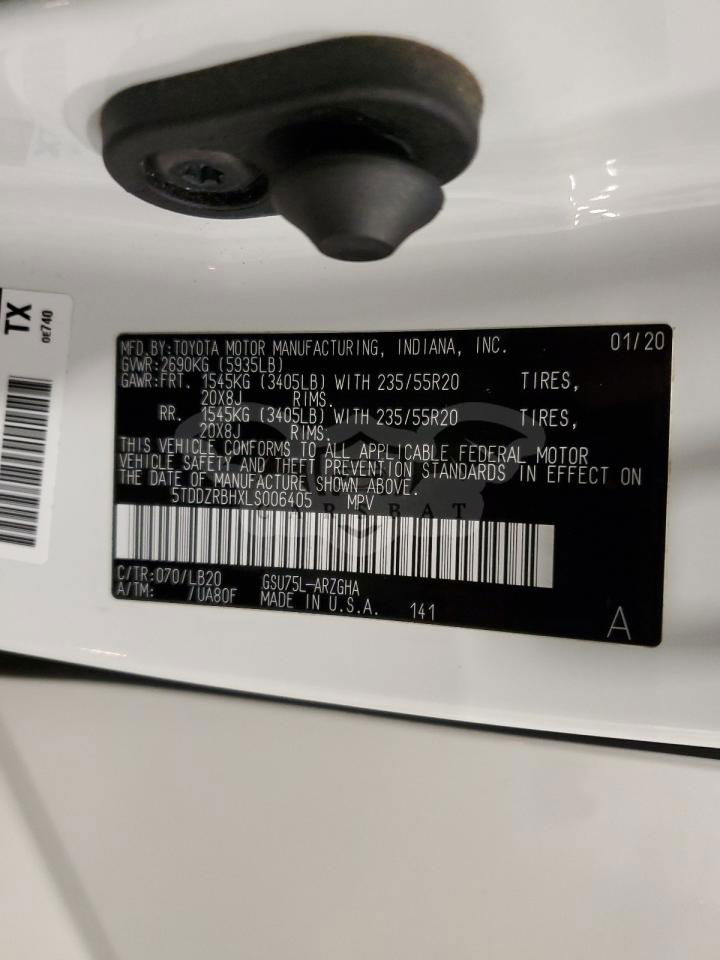 TX
0E740
MFD.BY:TOYOTA MOTOR MANUFACTURING, INDIANA, INC. 01/20
GVWR:2690KG (5935LB)
GAWR:FRT. 1545KG (3405LB) WITH 235/55R20 TIRES,
20X8J RIMS.
RR. 1545KG (3405LB) WITH 235/55R20 TIRES,
20X8J RIMS.
THIS VEHICLE CONFORMS TO ALL APPLICABLE FEDERAL MOTOR
VEHICLE SAFETY AND THEFT PREVENTION STANDARDS IN EFFECT ON
THE DATE OF MANUFACTURE SHOWN ABOVE.
5TDDZRBHXLS006405 MPV
C/TR:070/LB20 GSU75L-ARZGHA
A/TM: /UA80F MADE IN U.S.A. 141
A